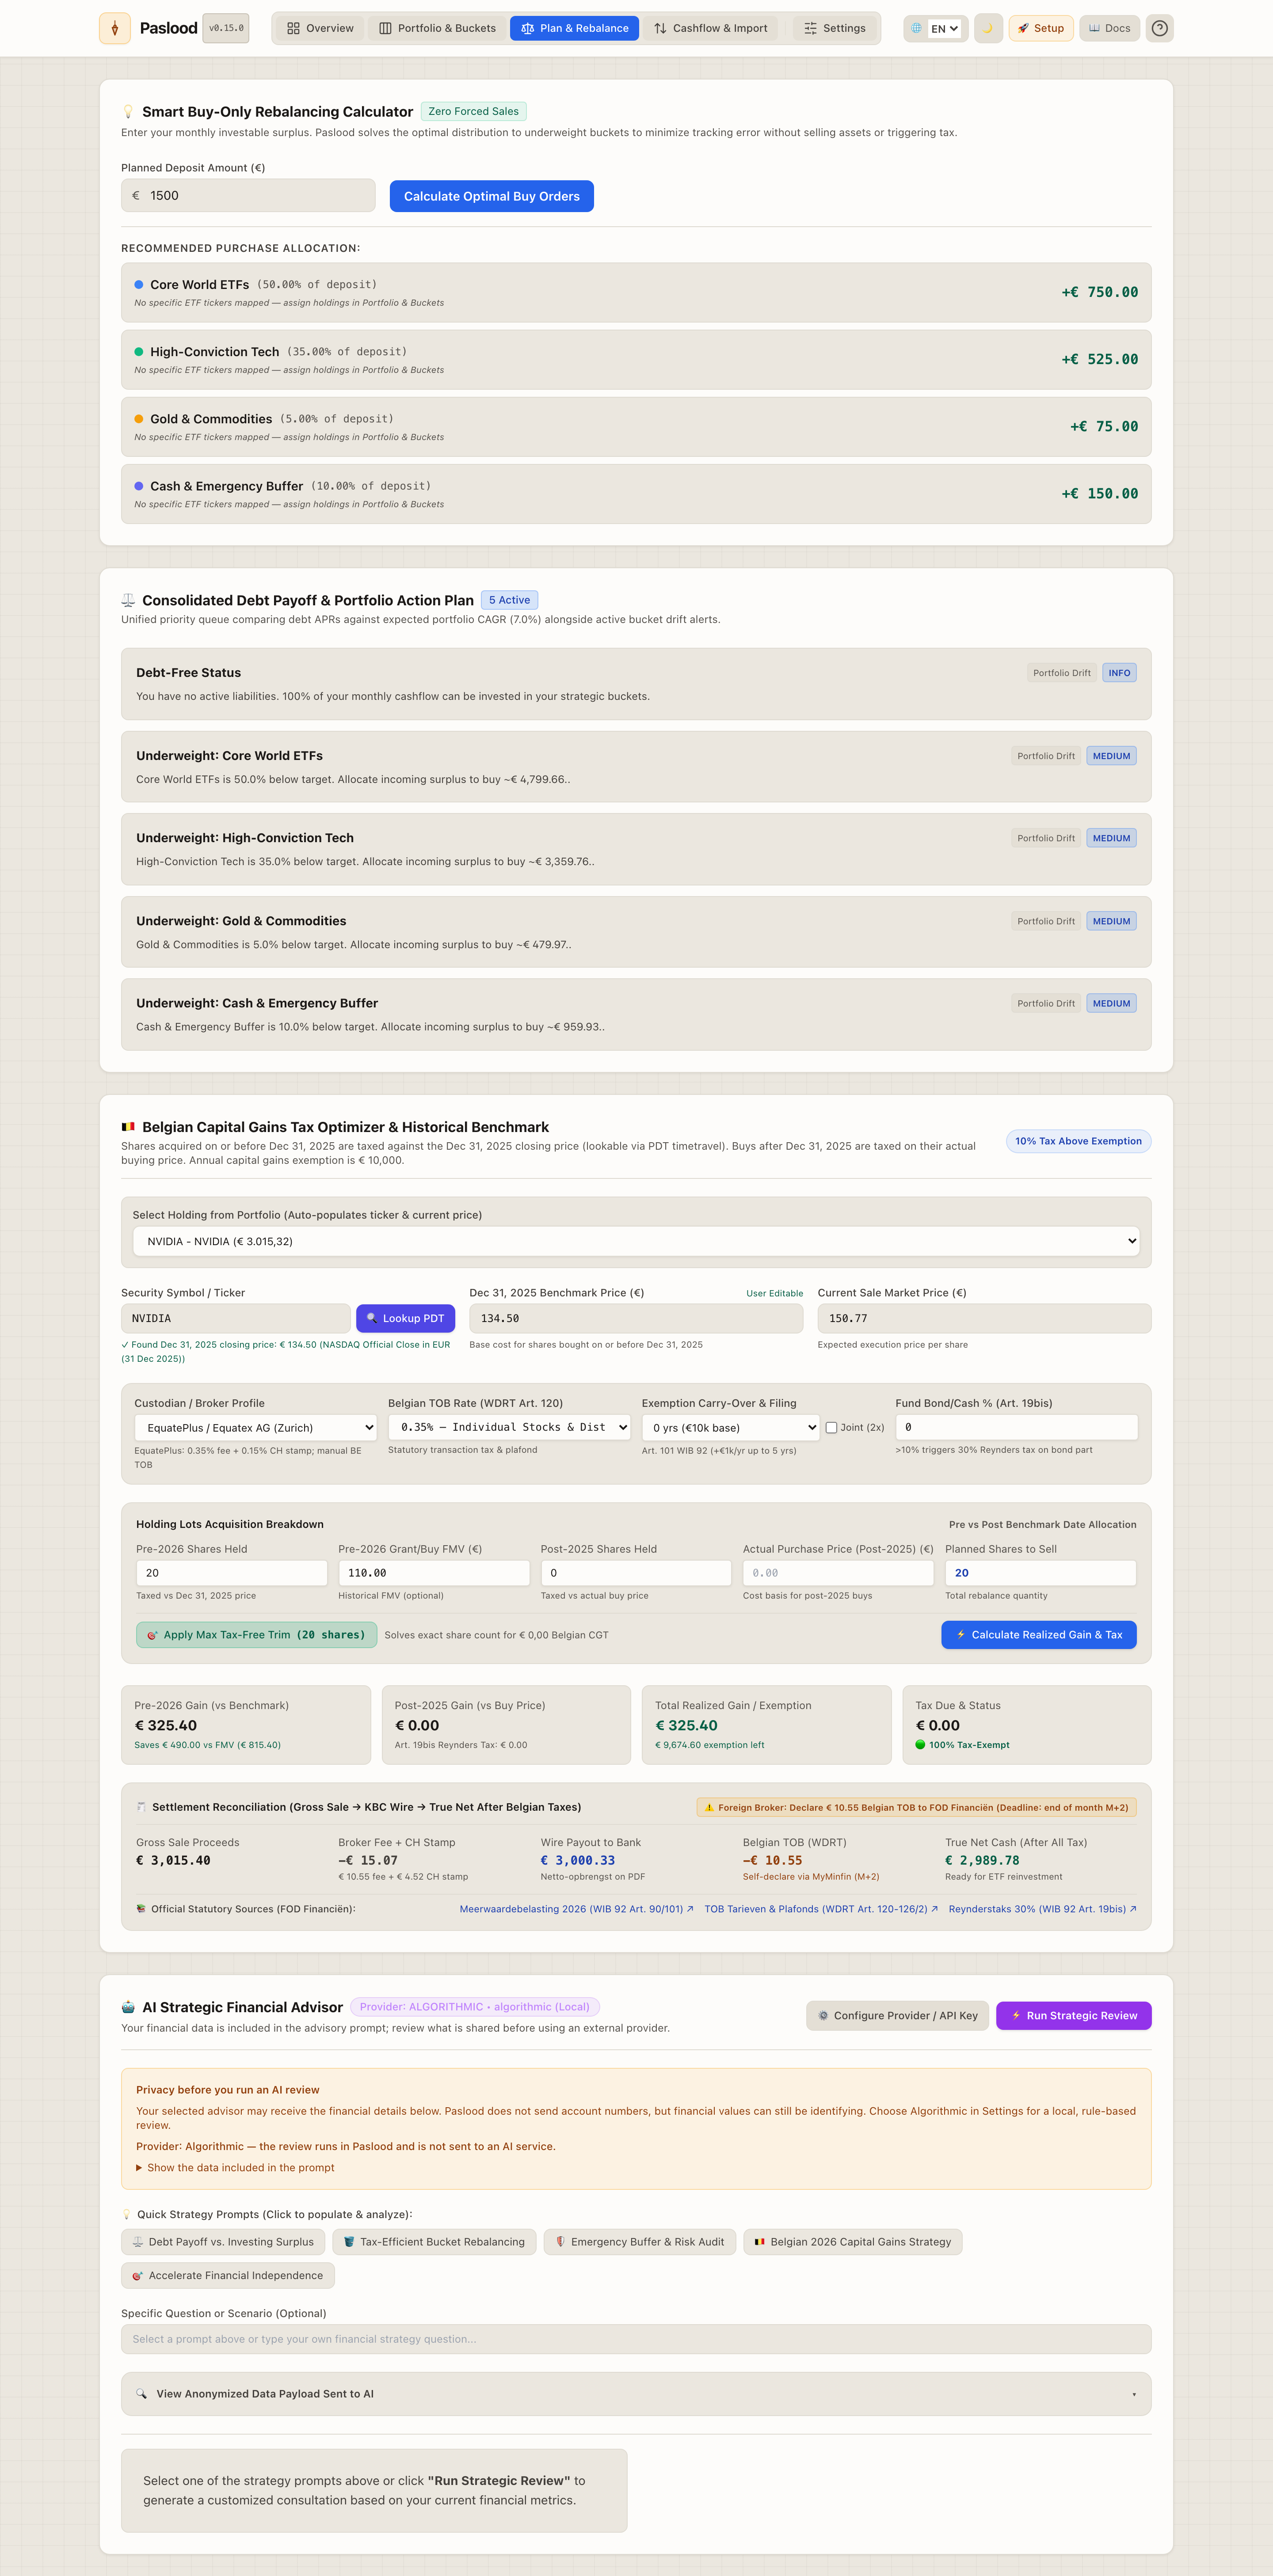 Paslood v0.15.0 Overview Portfolio & Buckets Plan & Rebalance Cashflow & Import Settings EN Setup Docs
Smart Buy-Only Rebalancing Calculator Zero Forced Sales
Enter your monthly investable surplus. Paslood solves the optimal distribution to underweight buckets to minimize tracking error without selling assets or triggering tax.
Planned Deposit Amount (€)
€ 1500 Calculate Optimal Buy Orders
RECOMMENDED PURCHASE ALLOCATION:
Core World ETFs (50.00% of deposit)
No specific ETF tickers mapped — assign holdings in Portfolio & Buckets
+€ 750.00
High-Conviction Tech (35.00% of deposit)
No specific ETF tickers mapped — assign holdings in Portfolio & Buckets
+€ 525.00
Gold & Commodities (5.00% of deposit)
No specific ETF tickers mapped — assign holdings in Portfolio & Buckets
+€ 75.00
Cash & Emergency Buffer (10.00% of deposit)
No specific ETF tickers mapped — assign holdings in Portfolio & Buckets
+€ 150.00
Consolidated Debt Payoff & Portfolio Action Plan 5 Active
Unified priority queue comparing debt APRs against expected portfolio CAGR (7.0%) alongside active bucket drift alerts.
Debt-Free Status Portfolio Drift INFO
You have no active liabilities. 100% of your monthly cashflow can be invested in your strategic buckets.
Underweight: Core World ETFs Portfolio Drift MEDIUM
Core World ETFs is 50.0% below target. Allocate incoming surplus to buy ~€ 4,799.66..
Underweight: High-Conviction Tech Portfolio Drift MEDIUM
High-Conviction Tech is 35.0% below target. Allocate incoming surplus to buy ~€ 3,359.76..
Underweight: Gold & Commodities Portfolio Drift MEDIUM
Gold & Commodities is 5.0% below target. Allocate incoming surplus to buy ~€ 479.97..
Underweight: Cash & Emergency Buffer Portfolio Drift MEDIUM
Cash & Emergency Buffer is 10.0% below target. Allocate incoming surplus to buy ~€ 959.93..
Belgian Capital Gains Tax Optimizer & Historical Benchmark
Shares acquired on or before Dec 31, 2025 are taxed against the Dec 31, 2025 closing price (lookable via PDT timetravel). Buys after Dec 31, 2025 are taxed on their actual
buying price. Annual capital gains exemption is € 10,000.
10% Tax Above Exemption
Select Holding from Portfolio (Auto-populates ticker & current price)
NVIDIA - NVIDIA (€ 3.015,32)
Security Symbol / Ticker Dec 31, 2025 Benchmark Price (€) User Editable Current Sale Market Price (€)
NVIDIA Lookup PDT 134.50 150.77
✓ Found Dec 31, 2025 closing price: € 134.50 (NASDAQ Official Close in EUR
(31 Dec 2025))
Base cost for shares bought on or before Dec 31, 2025 Expected execution price per share
Custodian / Broker Profile Belgian TOB Rate (WDRT Art. 120) Exemption Carry-Over & Filing Fund Bond/Cash % (Art. 19bis)
EquatePlus / Equatex AG (Zurich) 0.35% — Individual Stocks & Dist 0 yrs (€10k base) Joint (2x) 0
EquatePlus: 0.35% fee + 0.15% CH stamp; manual BE
TOB
Statutory transaction tax & plafond Art. 101 WIB 92 (+€1k/yr up to 5 yrs) >10% triggers 30% Reynders tax on bond part
Holding Lots Acquisition Breakdown Pre vs Post Benchmark Date Allocation
Pre-2026 Shares Held Pre-2026 Grant/Buy FMV (€) Post-2025 Shares Held Actual Purchase Price (Post-2025) (€) Planned Shares to Sell
20 110.00 0 0.00 20
Taxed vs Dec 31, 2025 price Historical FMV (optional) Taxed vs actual buy price Cost basis for post-2025 buys Total rebalance quantity
Apply Max Tax-Free Trim (20 shares) Solves exact share count for € 0,00 Belgian CGT Calculate Realized Gain & Tax
Pre-2026 Gain (vs Benchmark) Post-2025 Gain (vs Buy Price) Total Realized Gain / Exemption Tax Due & Status
€ 325.40 € 0.00 € 325.40 € 0.00
Saves € 490.00 vs FMV (€ 815.40) Art. 19bis Reynders Tax: € 0.00 € 9,674.60 exemption left 100% Tax-Exempt
Settlement Reconciliation (Gross Sale → KBC Wire → True Net After Belgian Taxes) Foreign Broker: Declare € 10.55 Belgian TOB to FOD Financiën (Deadline: end of month M+2)
Gross Sale Proceeds Broker Fee + CH Stamp Wire Payout to Bank Belgian TOB (WDRT) True Net Cash (After All Tax)
€ 3,015.40 –€ 15.07 € 3,000.33 –€ 10.55 € 2,989.78
€ 10.55 fee + € 4.52 CH stamp Netto-opbrengst on PDF Self-declare via MyMinfin (M+2) Ready for ETF reinvestment
Official Statutory Sources (FOD Financiën): Meerwaardebelasting 2026 (WIB 92 Art. 90/101) ↗ TOB Tarieven & Plafonds (WDRT Art. 120-126/2) ↗ Reynderstaks 30% (WIB 92 Art. 19bis) ↗
AI Strategic Financial Advisor Provider: ALGORITHMIC • algorithmic (Local)
Your financial data is included in the advisory prompt; review what is shared before using an external provider.
Configure Provider / API Key Run Strategic Review
Privacy before you run an AI review
Your selected advisor may receive the financial details below. Paslood does not send account numbers, but financial values can still be identifying. Choose Algorithmic in Settings for a local, rule-based
review.
Provider: Algorithmic — the review runs in Paslood and is not sent to an AI service.
Show the data included in the prompt
Quick Strategy Prompts (Click to populate & analyze):
Debt Payoff vs. Investing Surplus Tax-Efficient Bucket Rebalancing Emergency Buffer & Risk Audit Belgian 2026 Capital Gains Strategy
Accelerate Financial Independence
Specific Question or Scenario (Optional)
Select a prompt above or type your own financial strategy question...
View Anonymized Data Payload Sent to AI
Select one of the strategy prompts above or click "Run Strategic Review" to
generate a customized consultation based on your current financial metrics.